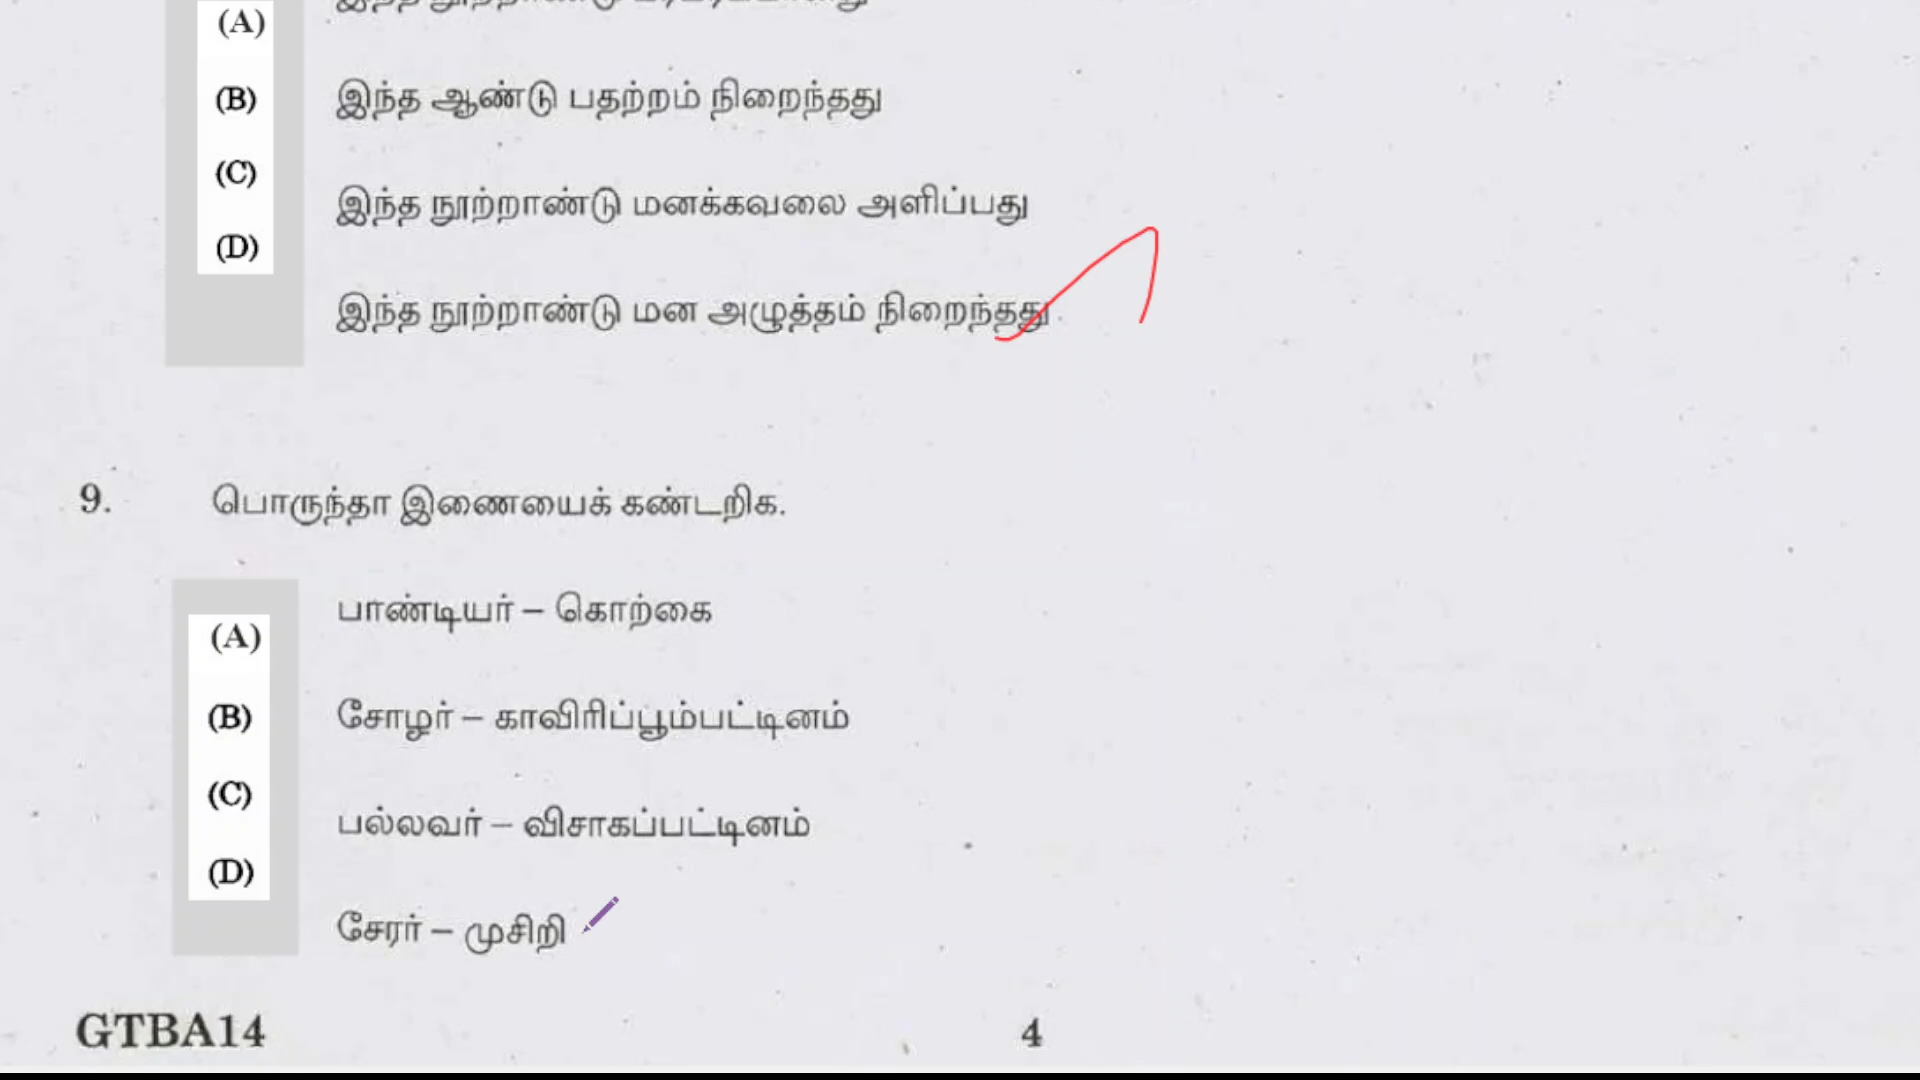 (A)
(B) இந்த ஆண்டு பதற்றம் நிறைந்தது
(C) இந்த நூற்றாண்டு மனக்கவலை அளிப்பது
(D) இந்த நூற்றாண்டு மன அழுத்தம் நிறைந்தது
9. பொருந்தா இணையைக் கண்டறிக.
(A) பாண்டியர் – கொற்கை
(B) சோழர் – காவிரிப்பூம்பட்டினம்
(C) பல்லவர் – விசாகப்பட்டினம்
(D) சேரர் – முசிறி
GTBA14 4